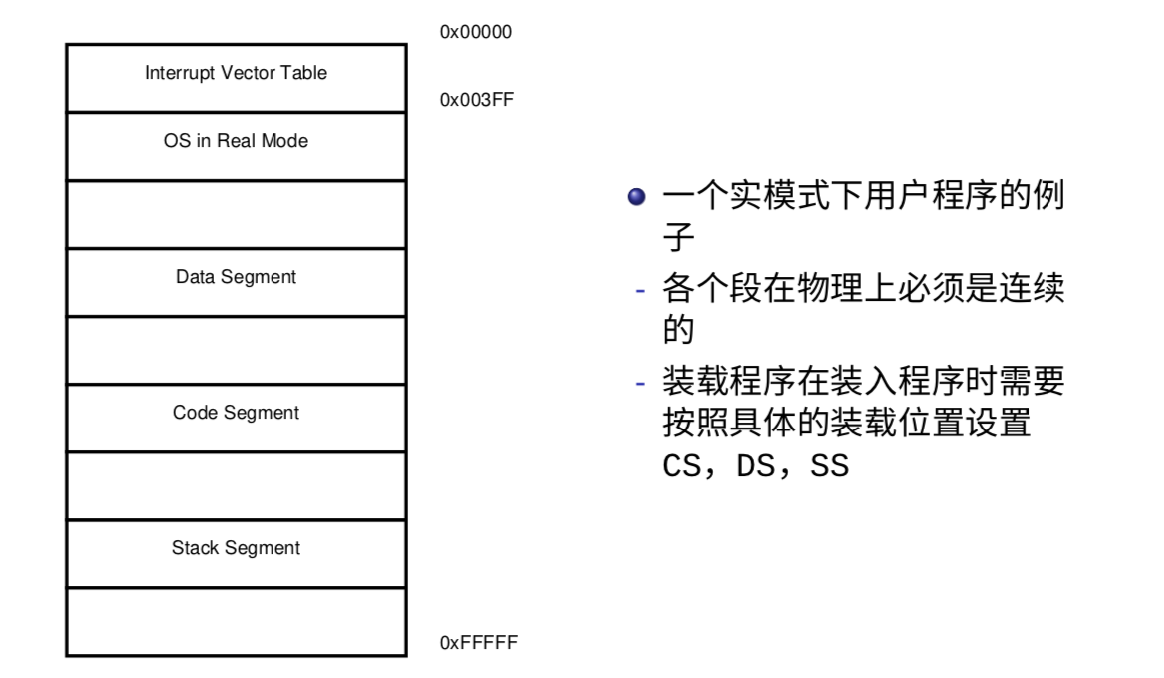 0x00000
Interrupt Vector Table
0x003FF
OS in Real Mode
Data Segment
Code Segment
Stack Segment
0xFFFFF
一个实模式下用户程序的例
子
- 各个段在物理上必须是连续
的
- 装载程序在装入程序时需要
按照具体的装载位置设置
CS，DS，SS